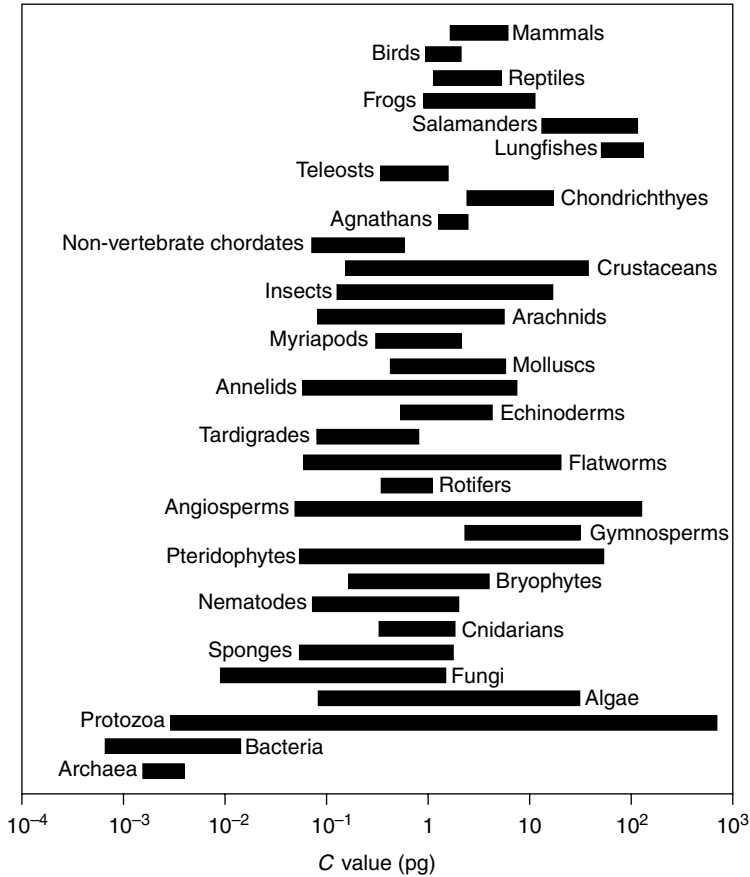 Mammals
Birds
Reptiles
Frogs
Salamanders
Lungfishes
Teleosts
Chondrichthyes
Agnathans
Non-vertebrate chordates
Crustaceans
Insects
Arachnids
Myriapods
Molluscs
Annelids
Echinoderms
Tardigrades
Flatworms
Rotifers
Angiosperms
Gymnosperms
Pteridophytes
Bryophytes
Nematodes
Cnidarians
Sponges
Fungi
Algae
Protozoa
Bacteria
Archaea
10⁻⁴ 10⁻³ 10⁻² 10⁻¹ 1 10 10² 10³
C value (pg)